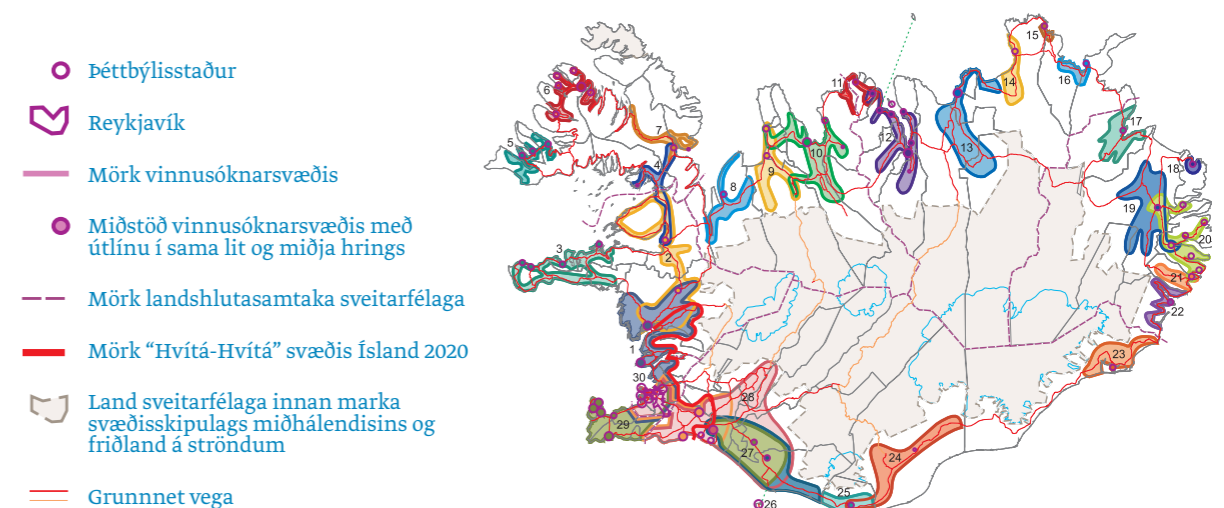 Þéttbýlisstaður
Reykjavík
Mörk vinnusóknarsvæðis
Miðstöð vinnusóknarsvæðis með
útlínu í sama lit og miðja hrings
Mörk landshlutasamtaka sveitarfélaga
Mörk “Hvítá-Hvítá” svæðis Ísland 2020
Land sveitarfélaga innan marka
svæðisskipulags miðhálendisins og
friðland á ströndum
Grunnnet vega
15
14
16
6
11
7
5
17
12
13
10
4
9
18
8
19
20
3
2
21
22
1
23
30
28
29
27
24
25
26